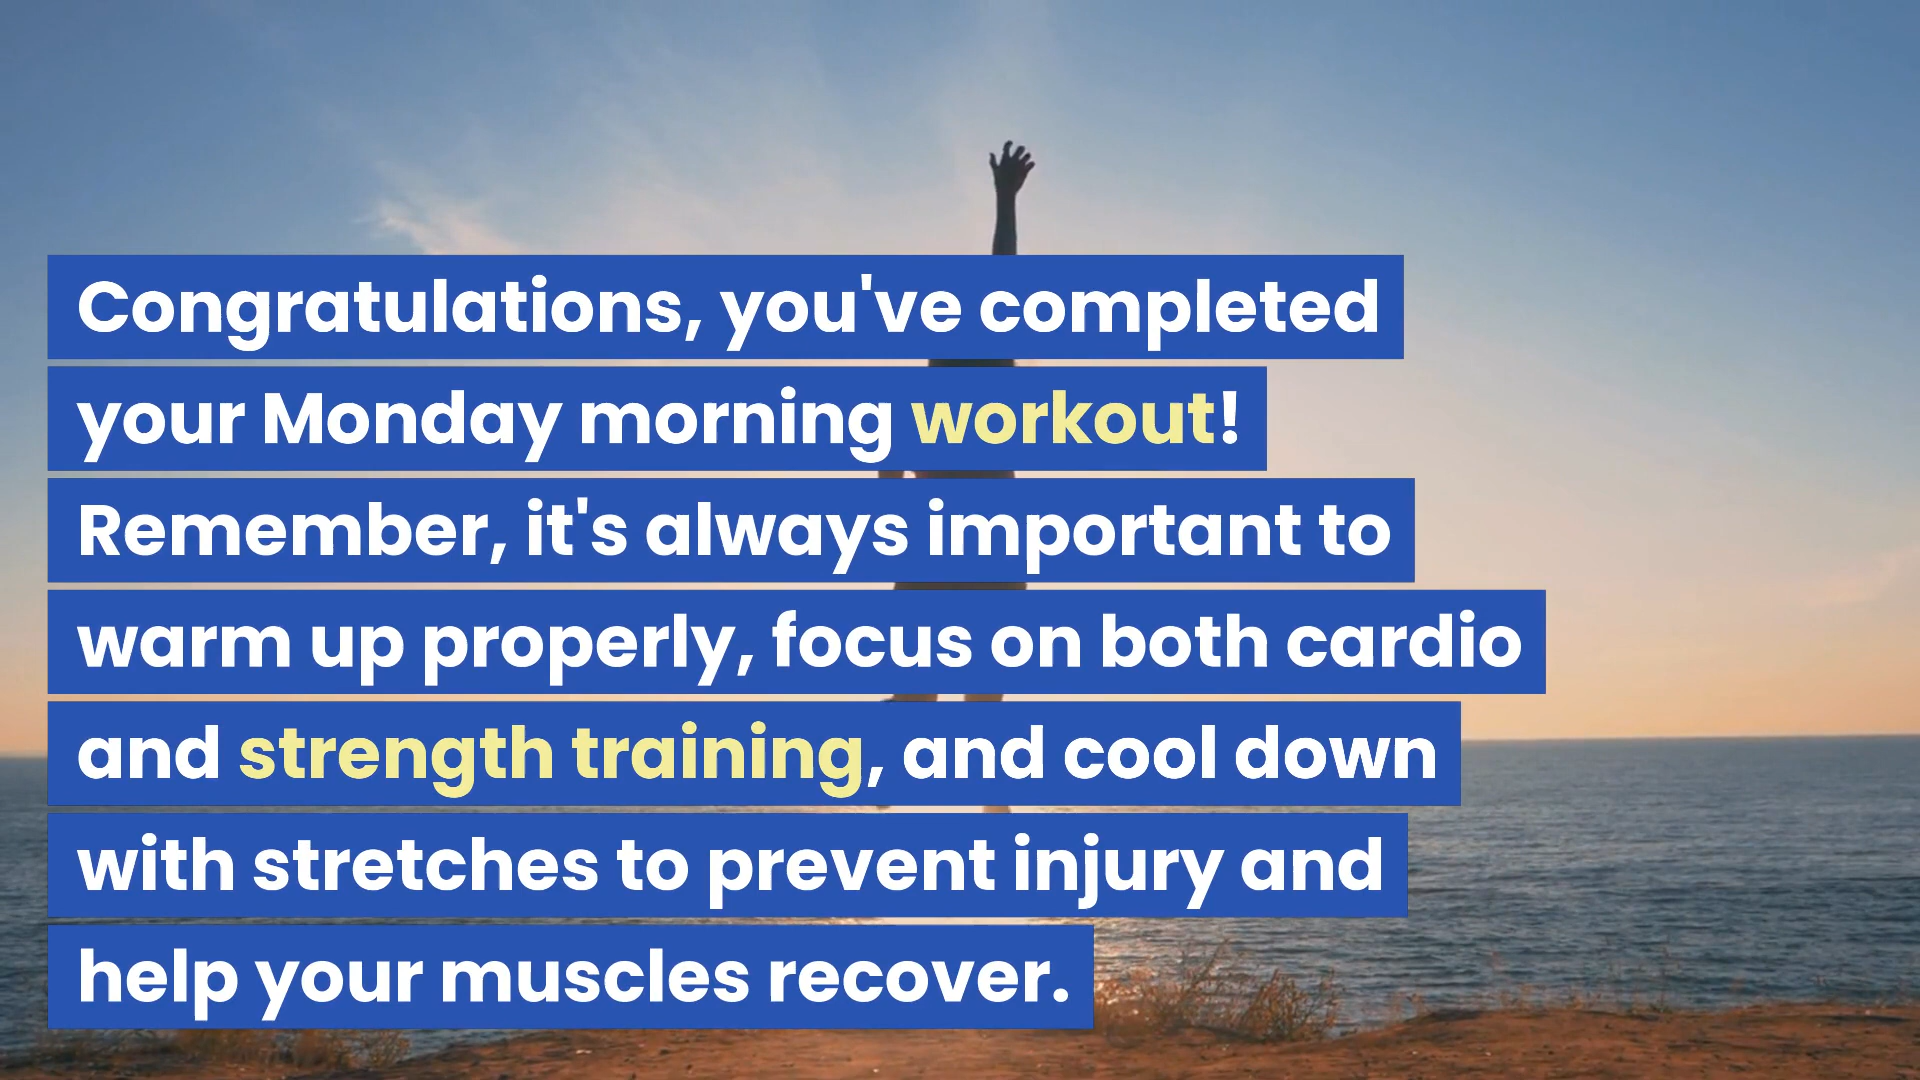 Congratulations, you've completed
your Monday morning workout!
Remember, it's always important to
warm up properly, focus on both cardio
and strength training, and cool down
with stretches to prevent injury and
help your muscles recover.